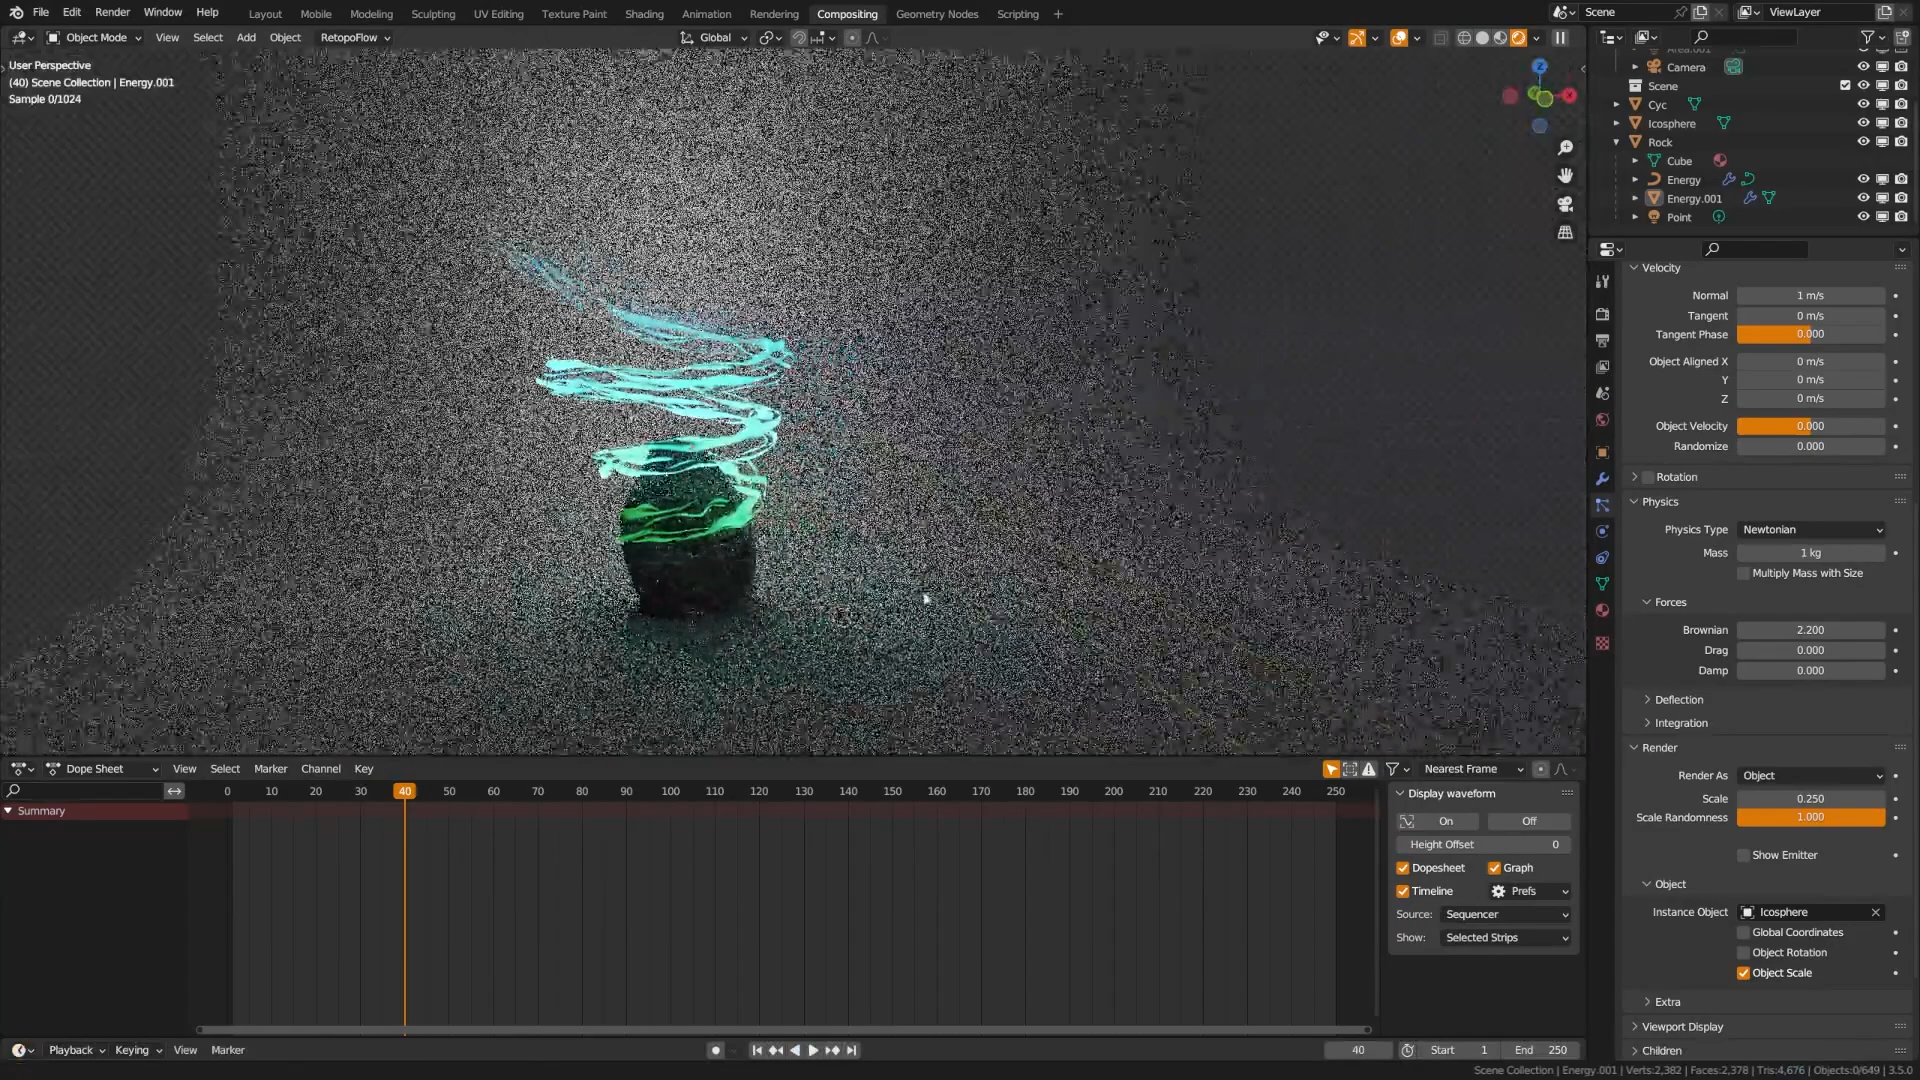 File Edit Render Window Help Layout Mobile Modeling Sculpting UV Editing Texture Paint Shading Animation Rendering Compositing Geometry Nodes Scripting + Scene ViewLayer
Object Mode View Select Add Object RetopoFlow Global
User Perspective
(40) Scene Collection | Energy.001
Sample 0/1024
Z
X
Area.001
Camera
Scene
Cyc
Icosphere
Rock
Cube
Energy
Energy.001
Point
Velocity
Normal 1 m/s
Tangent 0 m/s
Tangent Phase 0.000
Object Aligned X 0 m/s
Y 0 m/s
Z 0 m/s
Object Velocity 0.000
Randomize 0.000
Rotation
Physics
Physics Type Newtonian
Mass 1 kg
Multiply Mass with Size
Forces
Brownian 2.200
Drag 0.000
Damp 0.000
Deflection
Integration
Render
Render As Object
Scale 0.250
Scale Randomness 1.000
Show Emitter
Object
Instance Object Icosphere
Global Coordinates
Object Rotation
Object Scale
Extra
Viewport Display
Children
Dope Sheet View Select Marker Channel Key Nearest Frame
0 10 20 30 40 50 60 70 80 90 100 110 120 130 140 150 160 170 180 190 200 210 220 230 240 250
Summary
Display waveform
On Off
Height Offset 0
Dopesheet Graph
Timeline Prefs
Source: Sequencer
Show: Selected Strips
Playback Keying View Marker 40 Start 1 End 250
Scene Collection | Energy.001 | Verts:2,382 | Faces:2,378 | Tris:4,676 | Objects:0/649 | 3.5.0